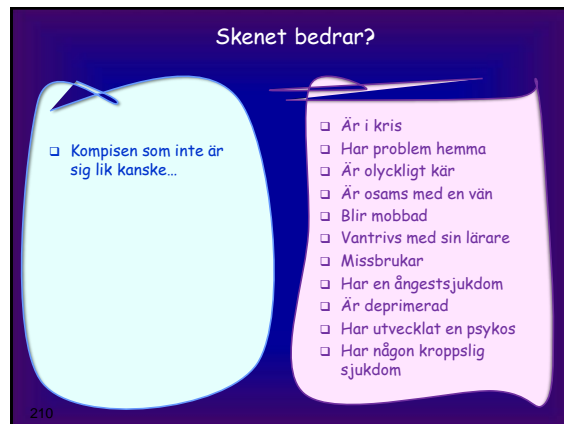 Skenet bedrar?
❑ Kompisen som inte är
sig lik kanske…
❑ Är i kris
❑ Har problem hemma
❑ Är olyckligt kär
❑ Är osams med en vän
❑ Blir mobbad
❑ Vantrivs med sin lärare
❑ Missbrukar
❑ Har en ångestsjukdom
❑ Är deprimerad
❑ Har utvecklat en psykos
❑ Har någon kroppslig
sjukdom
210